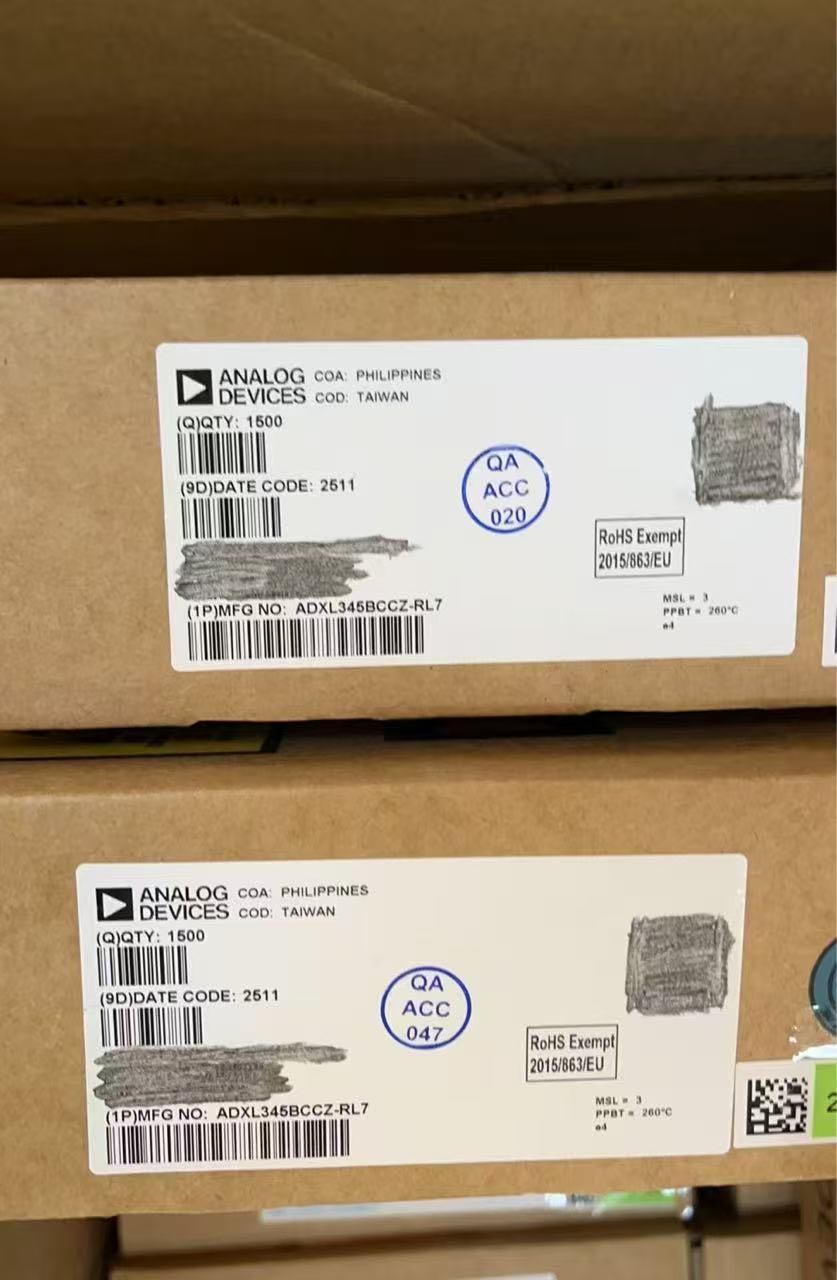 ANALOG DEVICES
COA: PHILIPPINES
COD: TAIWAN
(Q)QTY: 1500
(9D)DATE CODE: 2511
QA
ACC
020
RoHS Exempt
2015/863/EU
(1P)MFG NO: ADXL345BCCZ-RL7
MSL = 3
PPBT = 260°C
e4
ANALOG DEVICES
COA: PHILIPPINES
COD: TAIWAN
(Q)QTY: 1500
(9D)DATE CODE: 2511
QA
ACC
047
RoHS Exempt
2015/863/EU
(1P)MFG NO: ADXL345BCCZ-RL7
MSL = 3
PPBT = 260°C
e4
2